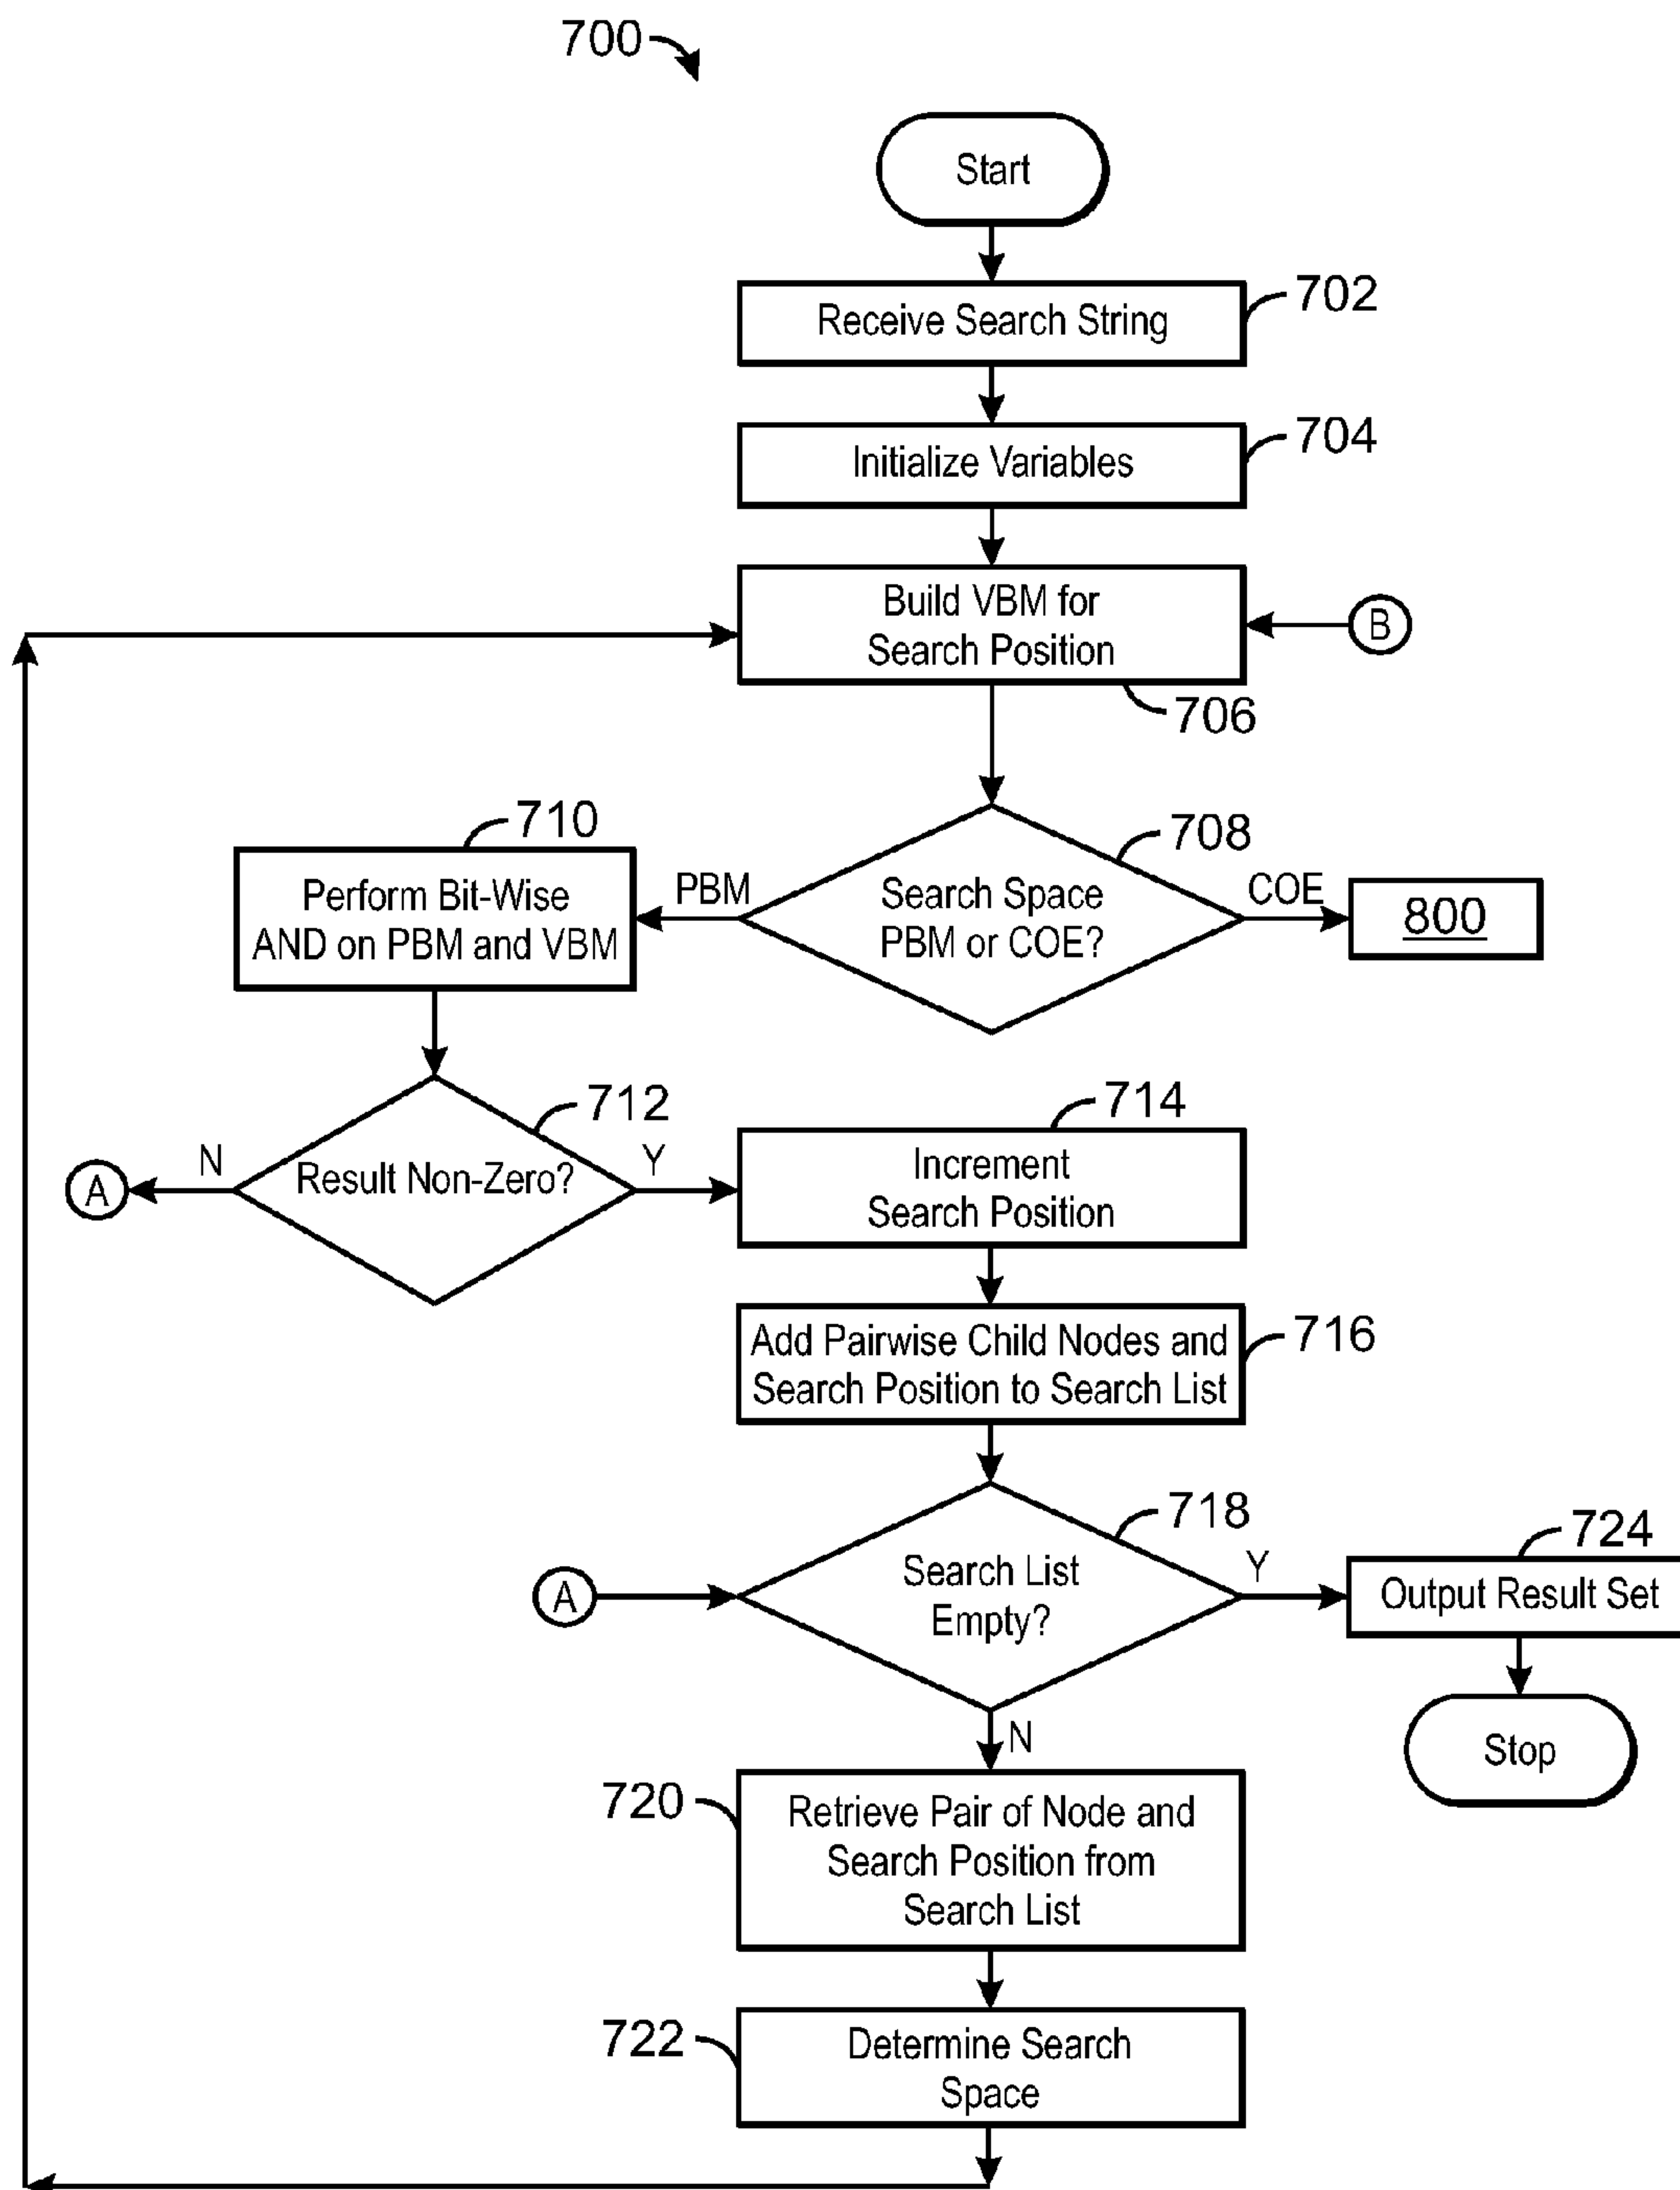 700
Start
Receive Search String
702
Initialize Variables
704
Build VBM for
Search Position
B
706
710
708
Perform Bit-Wise
AND on PBM and VBM
PBM
Search Space
PBM or COE?
COE
800
712
714
A
N
Result Non-Zero?
Y
Increment
Search Position
Add Pairwise Child Nodes and
Search Position to Search List
716
718
724
A
Search List
Empty?
Y
Output Result Set
N
Stop
720
Retrieve Pair of Node and
Search Position from
Search List
722
Determine Search
Space